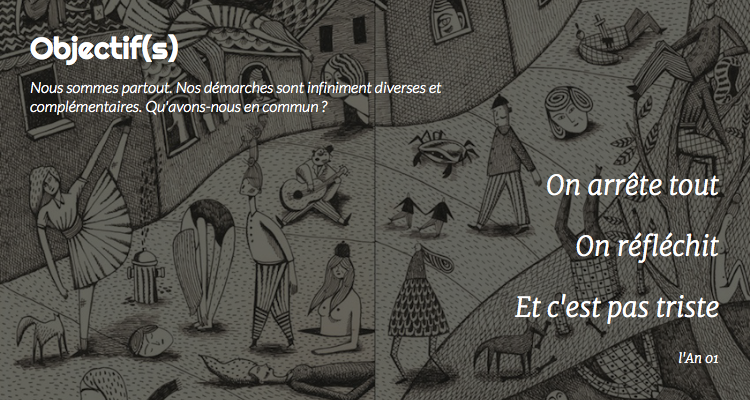 Objectif(s)
Nous sommes partout. Nos démarches sont infiniment diverses et
complémentaires. Qu'avons-nous en commun ?
On arrête tout
On réfléchit
Et c'est pas triste
l'An 01